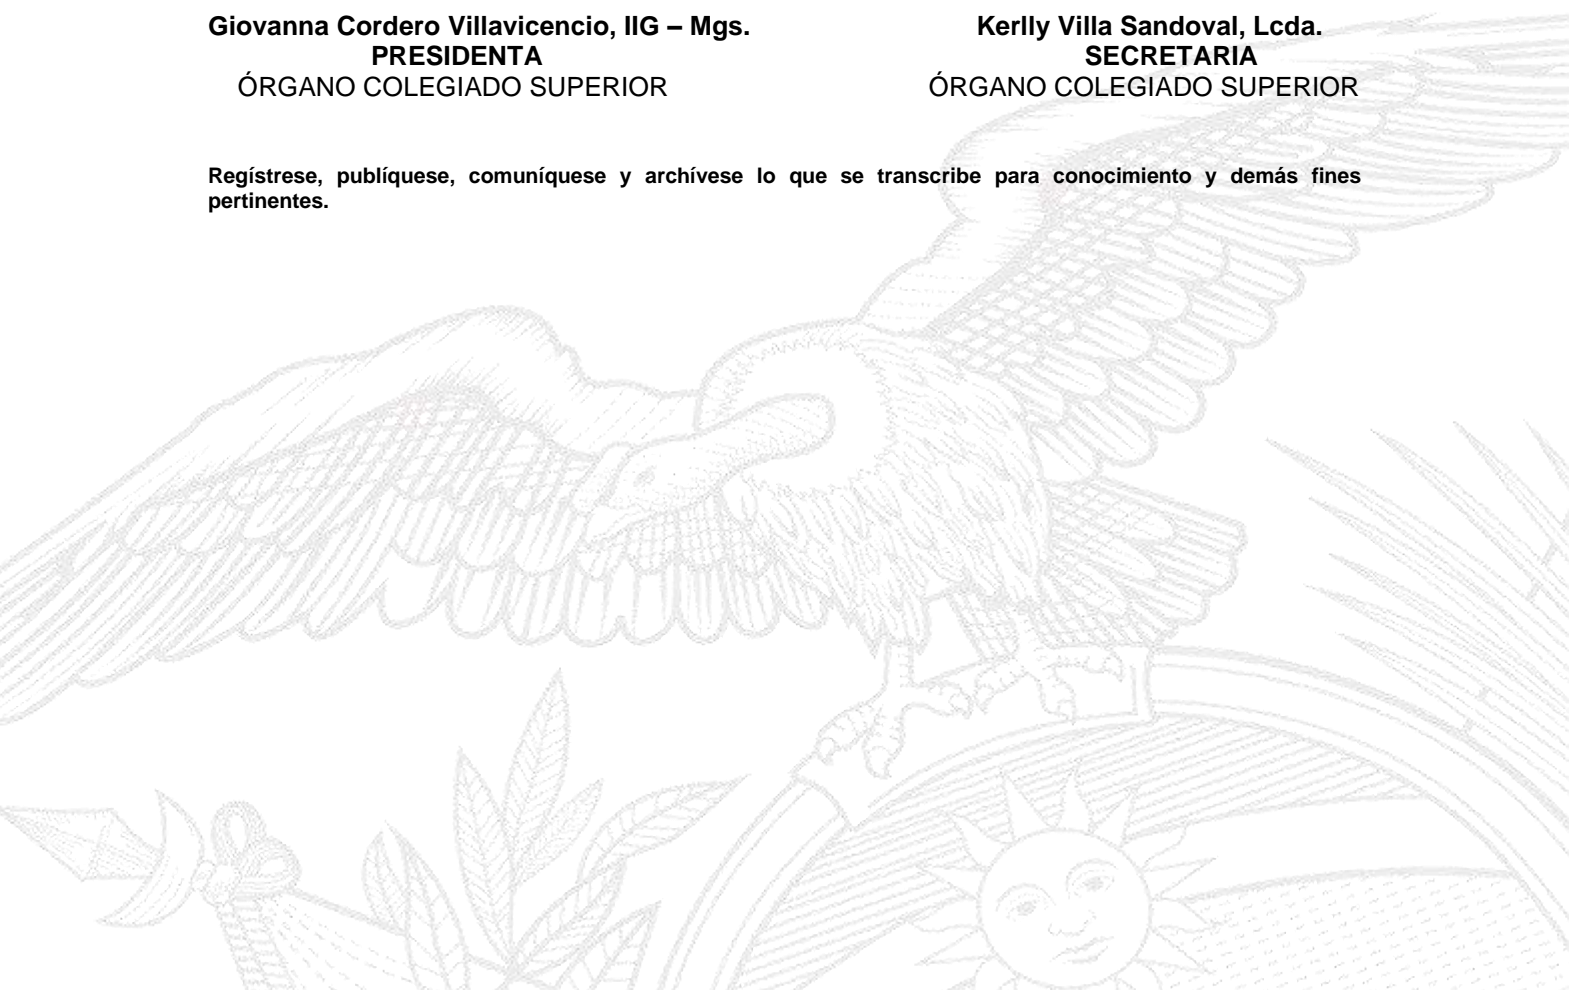 Giovanna Cordero Villavicencio, IIG – Mgs. Kerlly Villa Sandoval, Lcda.
PRESIDENTA SECRETARIA
ÓRGANO COLEGIADO SUPERIOR ÓRGANO COLEGIADO SUPERIOR
Regístrese, publíquese, comuníquese y archívese lo que se transcribe para conocimiento y demás fines
pertinentes.